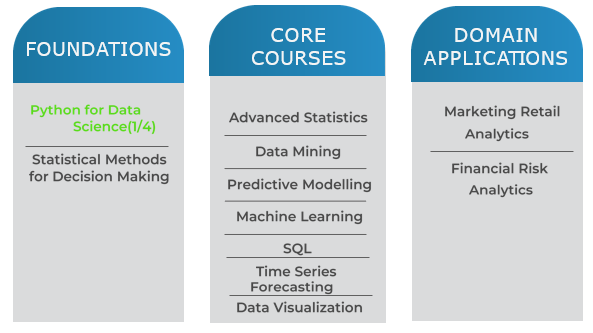 FOUNDATIONS
Python for Data
Science(1/4)
Statistical Methods
for Decision Making
CORE
COURSES
Advanced Statistics
Data Mining
Predictive Modelling
Machine Learning
SQL
Time Series
Forecasting
Data Visualization
DOMAIN
APPLICATIONS
Marketing Retail
Analytics
Financial Risk
Analytics